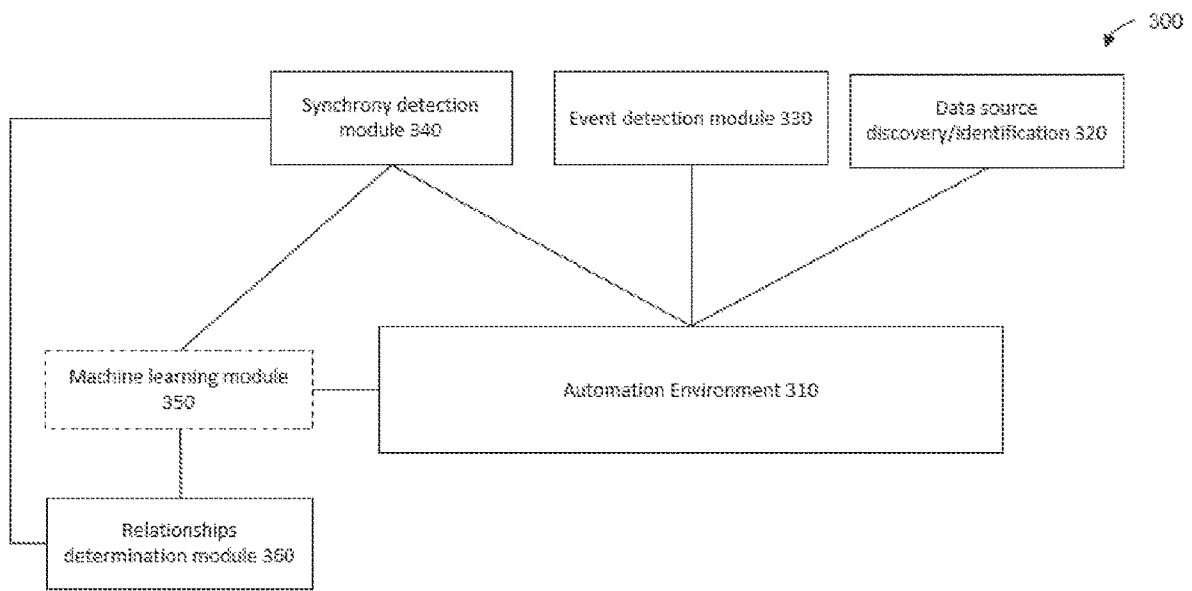 300
Synchrony detection
module 340
Event detection module 330
Data source
discovery/identification 320
Machine learning module
350
Automation Environment 310
Relationships
determination module 360